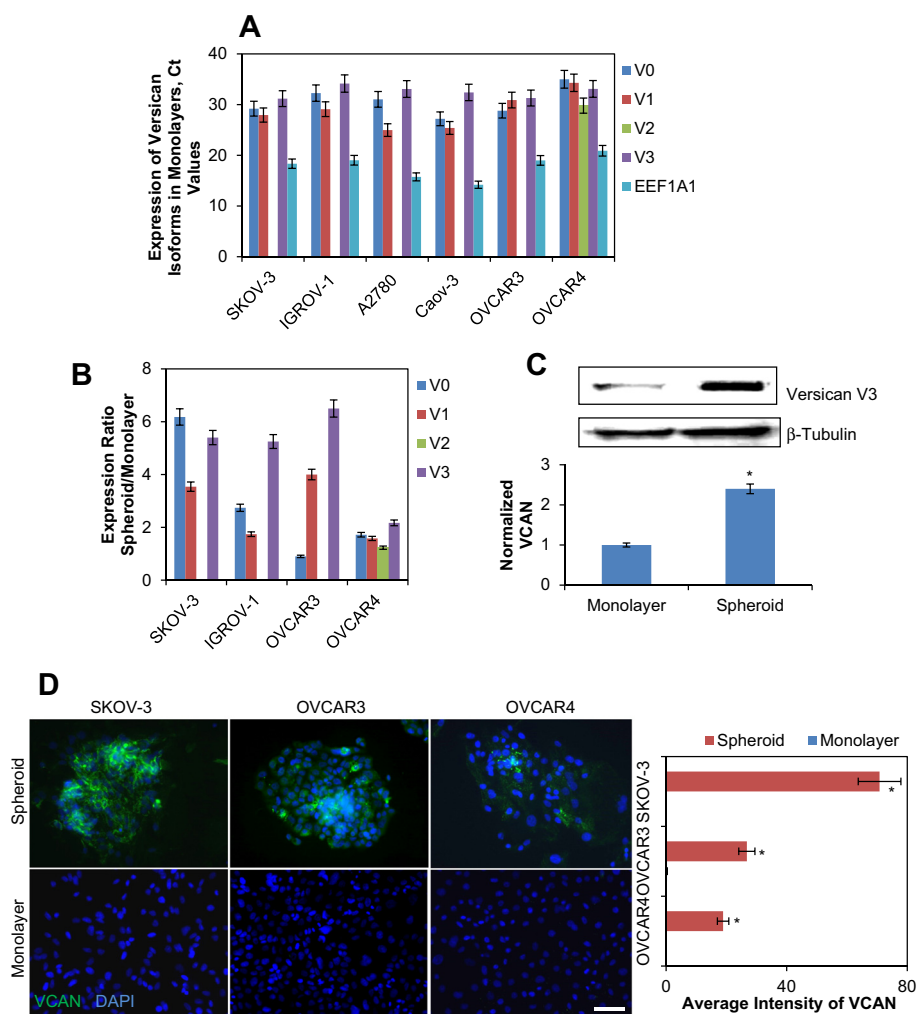 A
Expression of Versican
Isoforms in Monolayers, Ct
Values
40
30
20
10
0
SKOV-3
IGROV-1
A2780
Caov-3
OVCAR3
OVCAR4
V0
V1
V2
V3
EEF1A1
B
Expression Ratio
Spheroid/Monolayer
8
6
4
2
0
SKOV-3
IGROV-1
OVCAR3
OVCAR4
V0
V1
V2
V3
C
Versican V3
β-Tubulin
Normalized
VCAN
3
2
1
0
*
Monolayer
Spheroid
D
SKOV-3
OVCAR3
OVCAR4
Spheroid
Monolayer
VCAN DAPI
Spheroid
Monolayer
OVCAR4 OVCAR3 SKOV-3
*
*
*
0
40
80
Average Intensity of VCAN